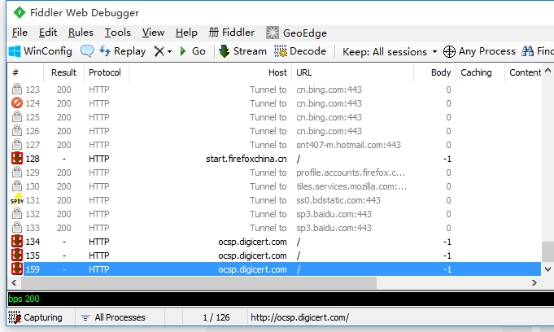 Fiddler Web Debugger
File Edit Rules Tools View Help Fiddler GeoEdge
WinConfig Replay Go Stream Decode Keep: All sessions Any Process Find
# Result Protocol Host URL Body Caching Content
123 200 HTTP Tunnel to cn.bing.com:443 0
124 200 HTTP Tunnel to cn.bing.com:443 0
125 200 HTTP Tunnel to cn.bing.com:443 0
126 200 HTTP Tunnel to cn.bing.com:443 0
127 200 HTTP Tunnel to snt407-m.hotmail.com:443 0
128 - HTTP start.firefoxchina.cn / -1
129 200 HTTP Tunnel to profile.accounts.firefox.c... 0
130 200 HTTP Tunnel to tiles.services.mozilla.com:... 0
131 200 HTTP Tunnel to ss0.bdstatic.com:443 0
132 200 HTTP Tunnel to sp3.baidu.com:443 0
133 200 HTTP Tunnel to sp3.baidu.com:443 0
134 - HTTP ocsp.digicert.com / -1
135 - HTTP ocsp.digicert.com / -1
159 - HTTP ocsp.digicert.com / -1
bps 200
Capturing All Processes 1 / 126 http://ocsp.digicert.com/